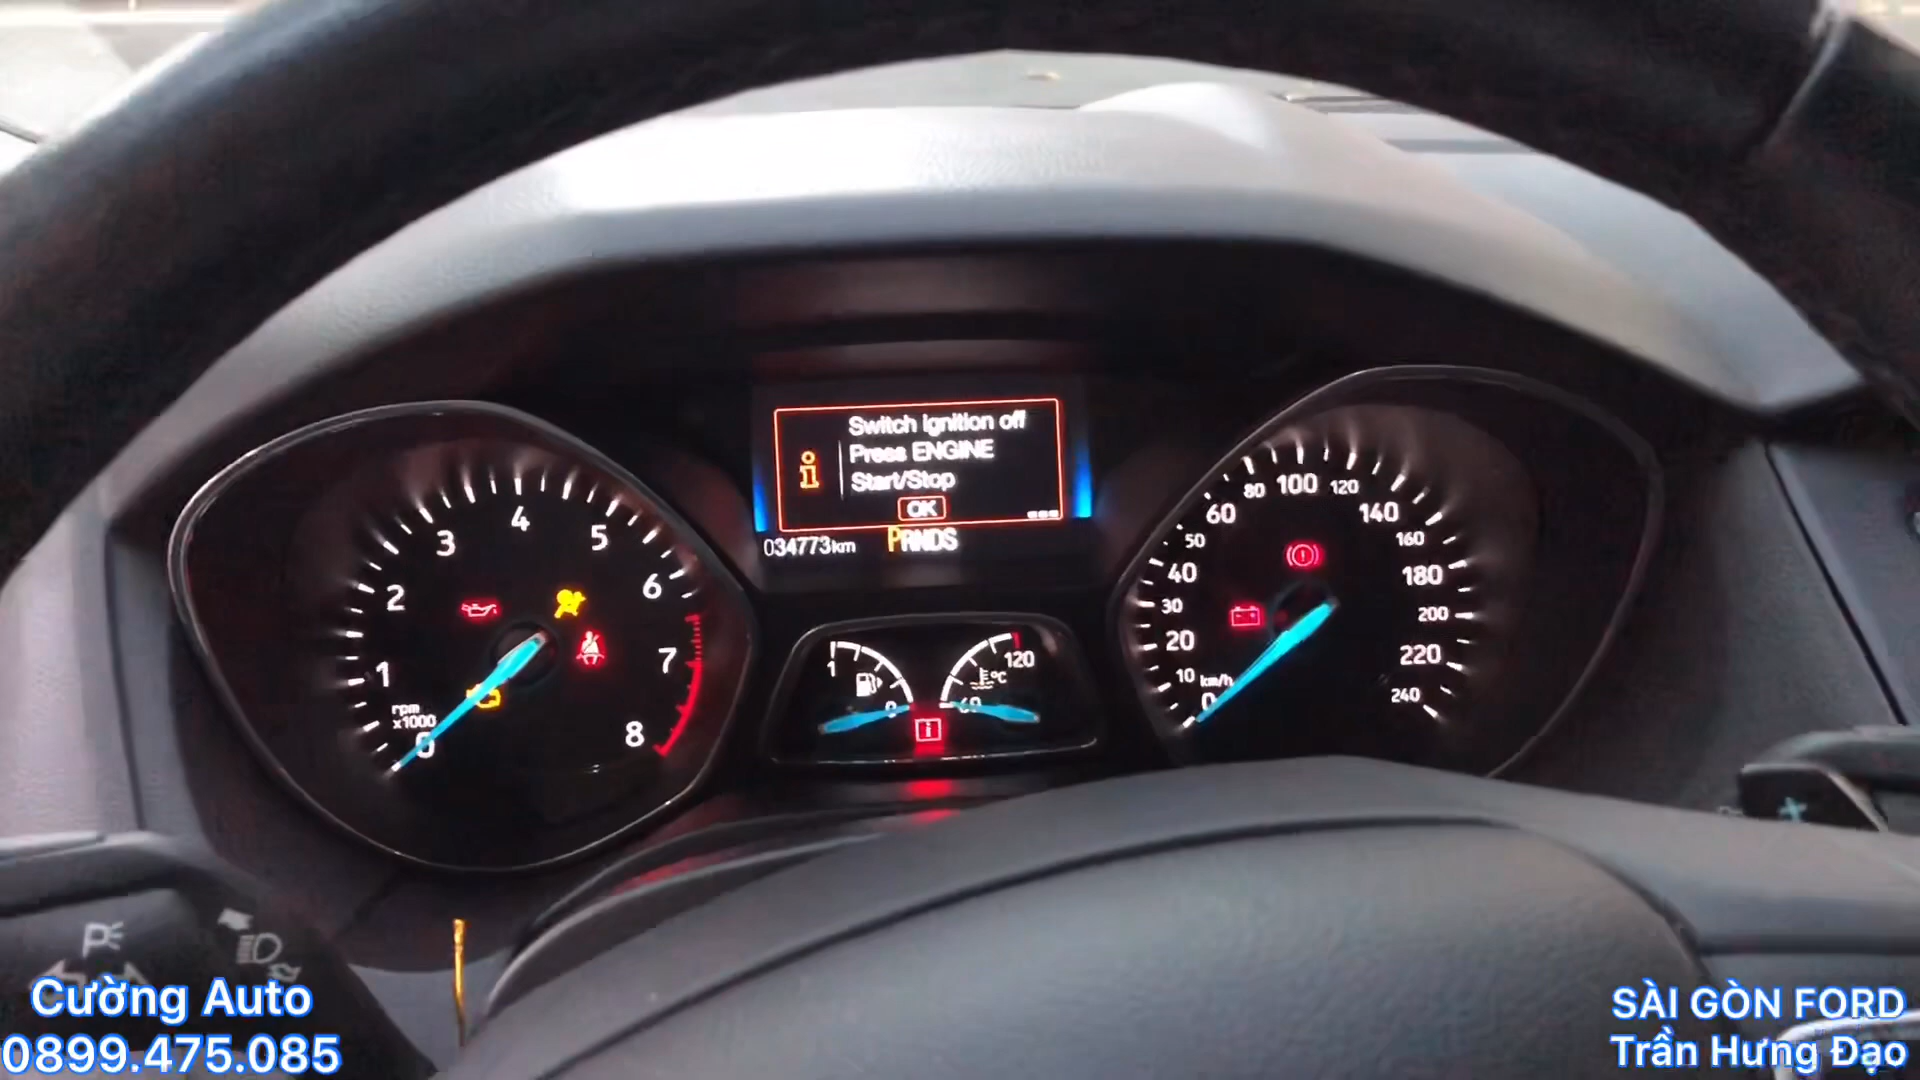 Switch ignition off
Press ENGINE
Start/Stop
OK
034773km
PRNDS
0
1
2
3
4
5
6
7
8
rpm
x1000
1
0
60
120
°C
0
10
20
30
40
50
60
80
100
120
140
160
180
200
220
240
km/h
P
Cường Auto
0899.475.085
SÀI GÒN FORD
Trần Hưng Đạo